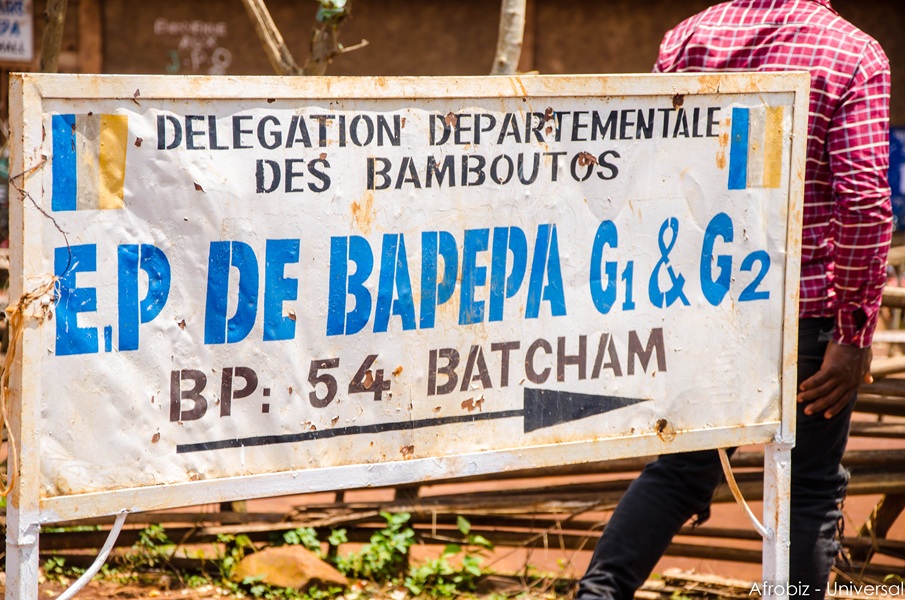 DELEGATION DEPARTEMENTALE
DES BAMBOUTOS
E.P DE BAPEPA G1 & G2
BP: 54 BATCHAM
Afrobiz - Universal